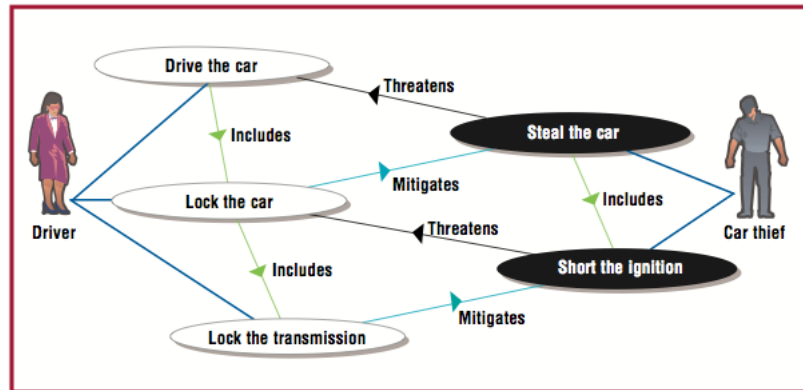 Drive the car
Threatens
Steal the car
Includes
Mitigates
Lock the car
Includes
Driver
Threatens
Car thief
Short the ignition
Includes
Mitigates
Lock the transmission